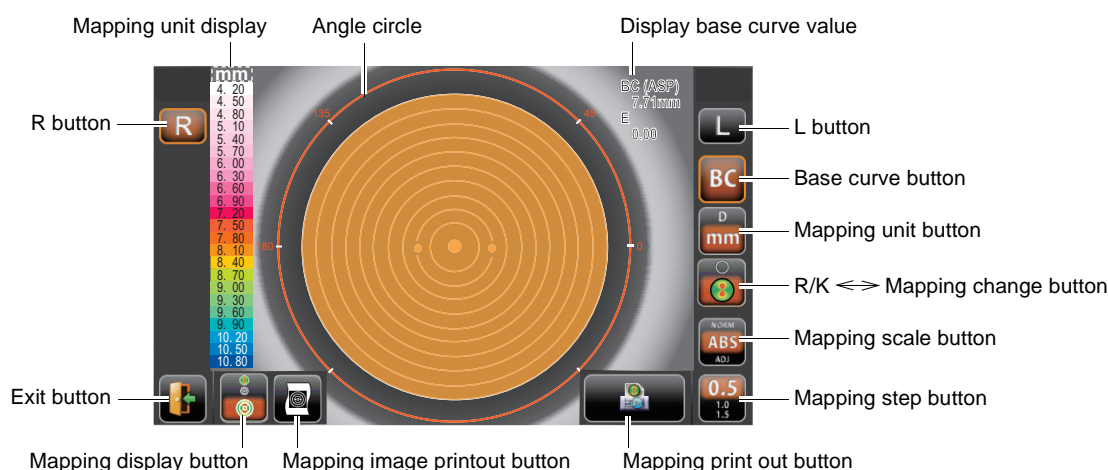 Mapping unit display
Angle circle
Display base curve value
mm
4. 20
4. 50
4. 80
5. 10
5. 40
5. 70
6. 00
6. 30
6. 60
6. 90
7. 20
7. 50
7. 80
8. 10
8. 40
8. 70
9. 00
9. 30
9. 60
9. 90
10. 20
10. 50
10. 80
135
45
180
0
BC (ASP)
7.71mm
E
0.00
R button
R
L
L button
BC
Base curve button
D
mm
Mapping unit button
R/K <=> Mapping change button
NORM
ABS
ADJ
Mapping scale button
0.5
1.0
1.5
Mapping step button
Exit button
Mapping display button
Mapping image printout button
Mapping print out button